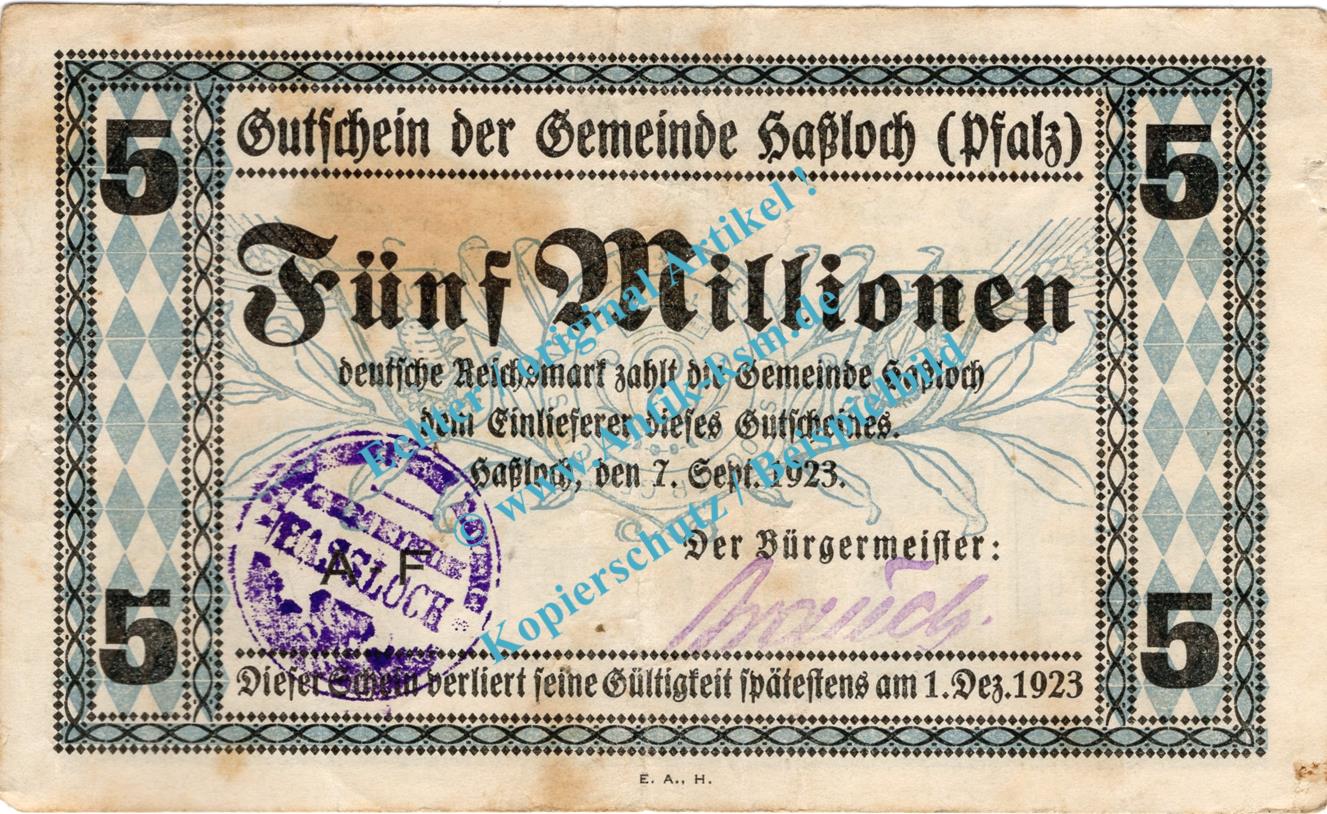 Gutschein der Gemeinde Haßloch (Pfalz)
5
5
Fünf Millionen
deutsche Reichsmark zahlt die Gemeinde Haßloch
dem Einlieferer dieses Gutscheines.
Haßloch, den 7. Sept. 1923.
Der Bürgermeister:
GEMEINDE
HASSLOCH
A. F
5
5
Dieser Schein verliert seine Gültigkeit spätestens am 1. Dez. 1923
E. A., H.
Echter / original Artikel !
© www.Antik-ksm.de
Kopierschutz / Beispielbild